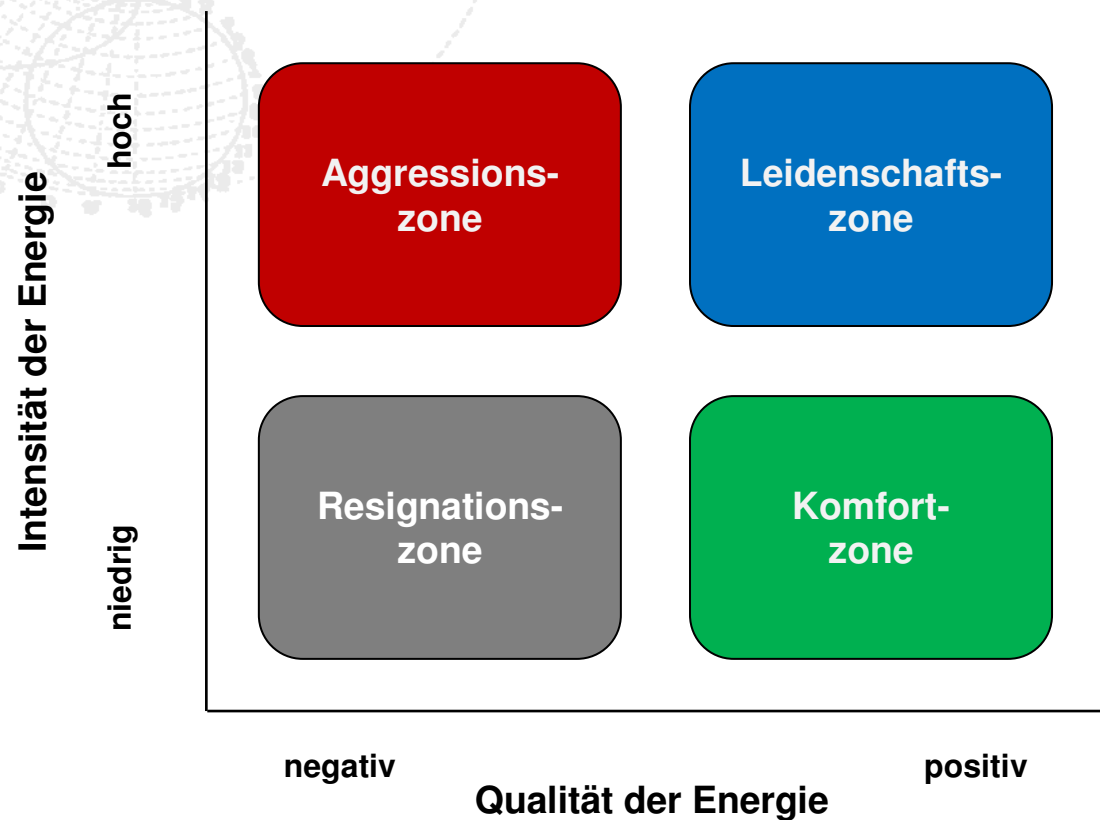 Intensität der Energie
hoch
niedrig
Aggressions-
zone
Leidenschafts-
zone
Resignations-
zone
Komfort-
zone
negativ
positiv
Qualität der Energie